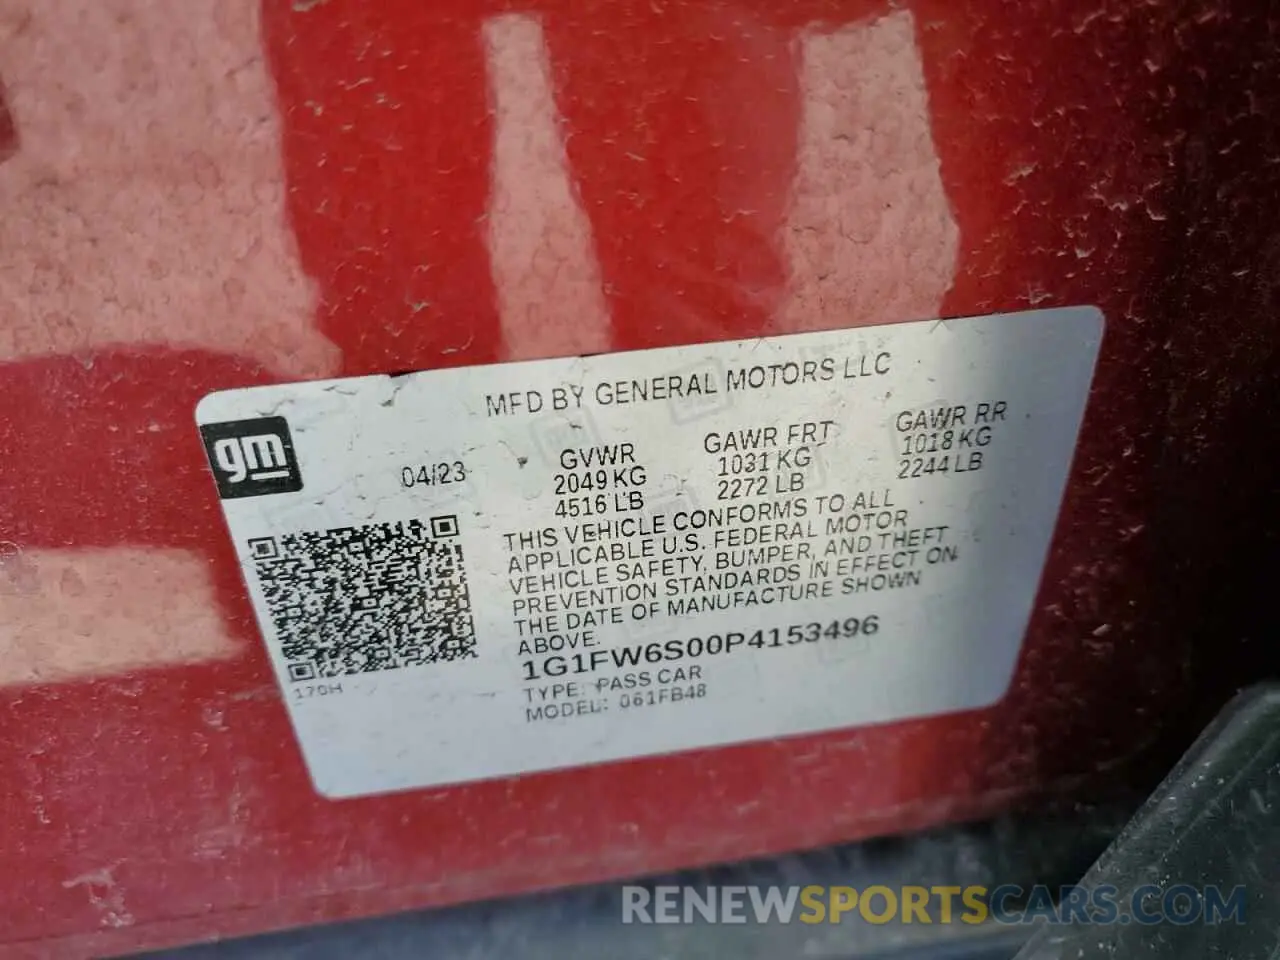 MFD BY GENERAL MOTORS LLC
gm
04/23
GVWR
2049 KG
4516 LB
GAWR FRT
1031 KG
2272 LB
GAWR RR
1018 KG
2244 LB
THIS VEHICLE CONFORMS TO ALL
APPLICABLE U.S. FEDERAL MOTOR
VEHICLE SAFETY, BUMPER, AND THEFT
PREVENTION STANDARDS IN EFFECT ON
THE DATE OF MANUFACTURE SHOWN
ABOVE.
1G1FW6S00P4153496
TYPE: PASS CAR
MODEL: 061FB48
170H
RENEWSPORTSCARS.COM